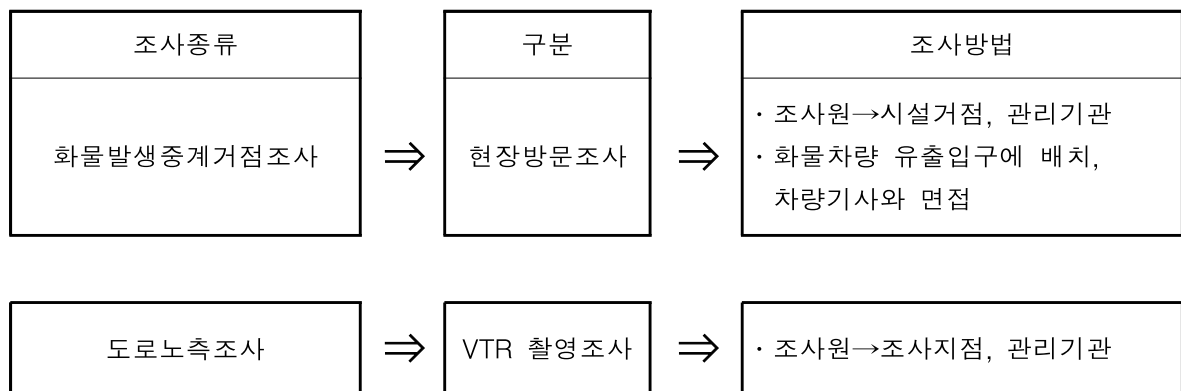 조사종류
구분
조사방법
화물발생중계거점조사
⇒
현장방문조사
⇒
· 조사원→시설거점, 관리기관
· 화물차량 유출입구에 배치,
차량기사와 면접
도로노측조사
⇒
VTR 촬영조사
⇒
· 조사원→조사지점, 관리기관